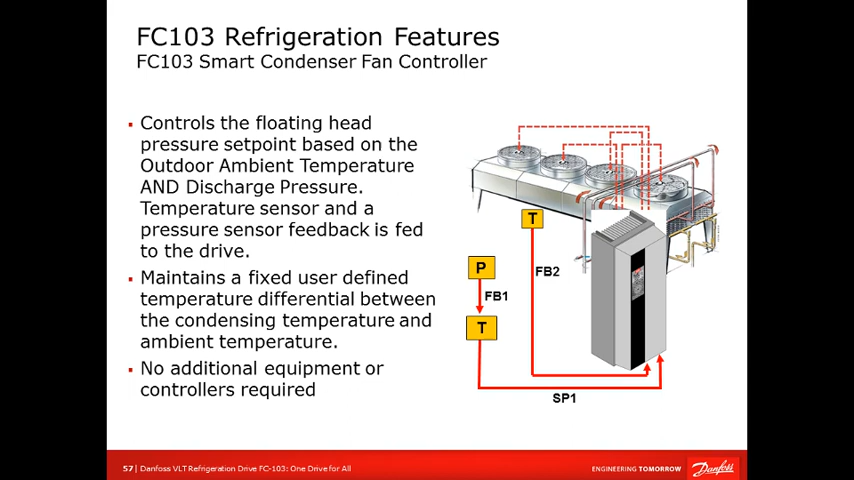 FC103 Refrigeration Features
FC103 Smart Condenser Fan Controller
Controls the floating head
pressure setpoint based on the
Outdoor Ambient Temperature
AND Discharge Pressure.
Temperature sensor and a
pressure sensor feedback is fed
to the drive.
Maintains a fixed user defined
temperature differential between
the condensing temperature and
ambient temperature.
No additional equipment or
controllers required
T
P
FB2
FB1
T
SP1
57 | Danfoss VLT Refrigeration Drive FC-103: One Drive for All
ENGINEERING TOMORROW
Danfoss